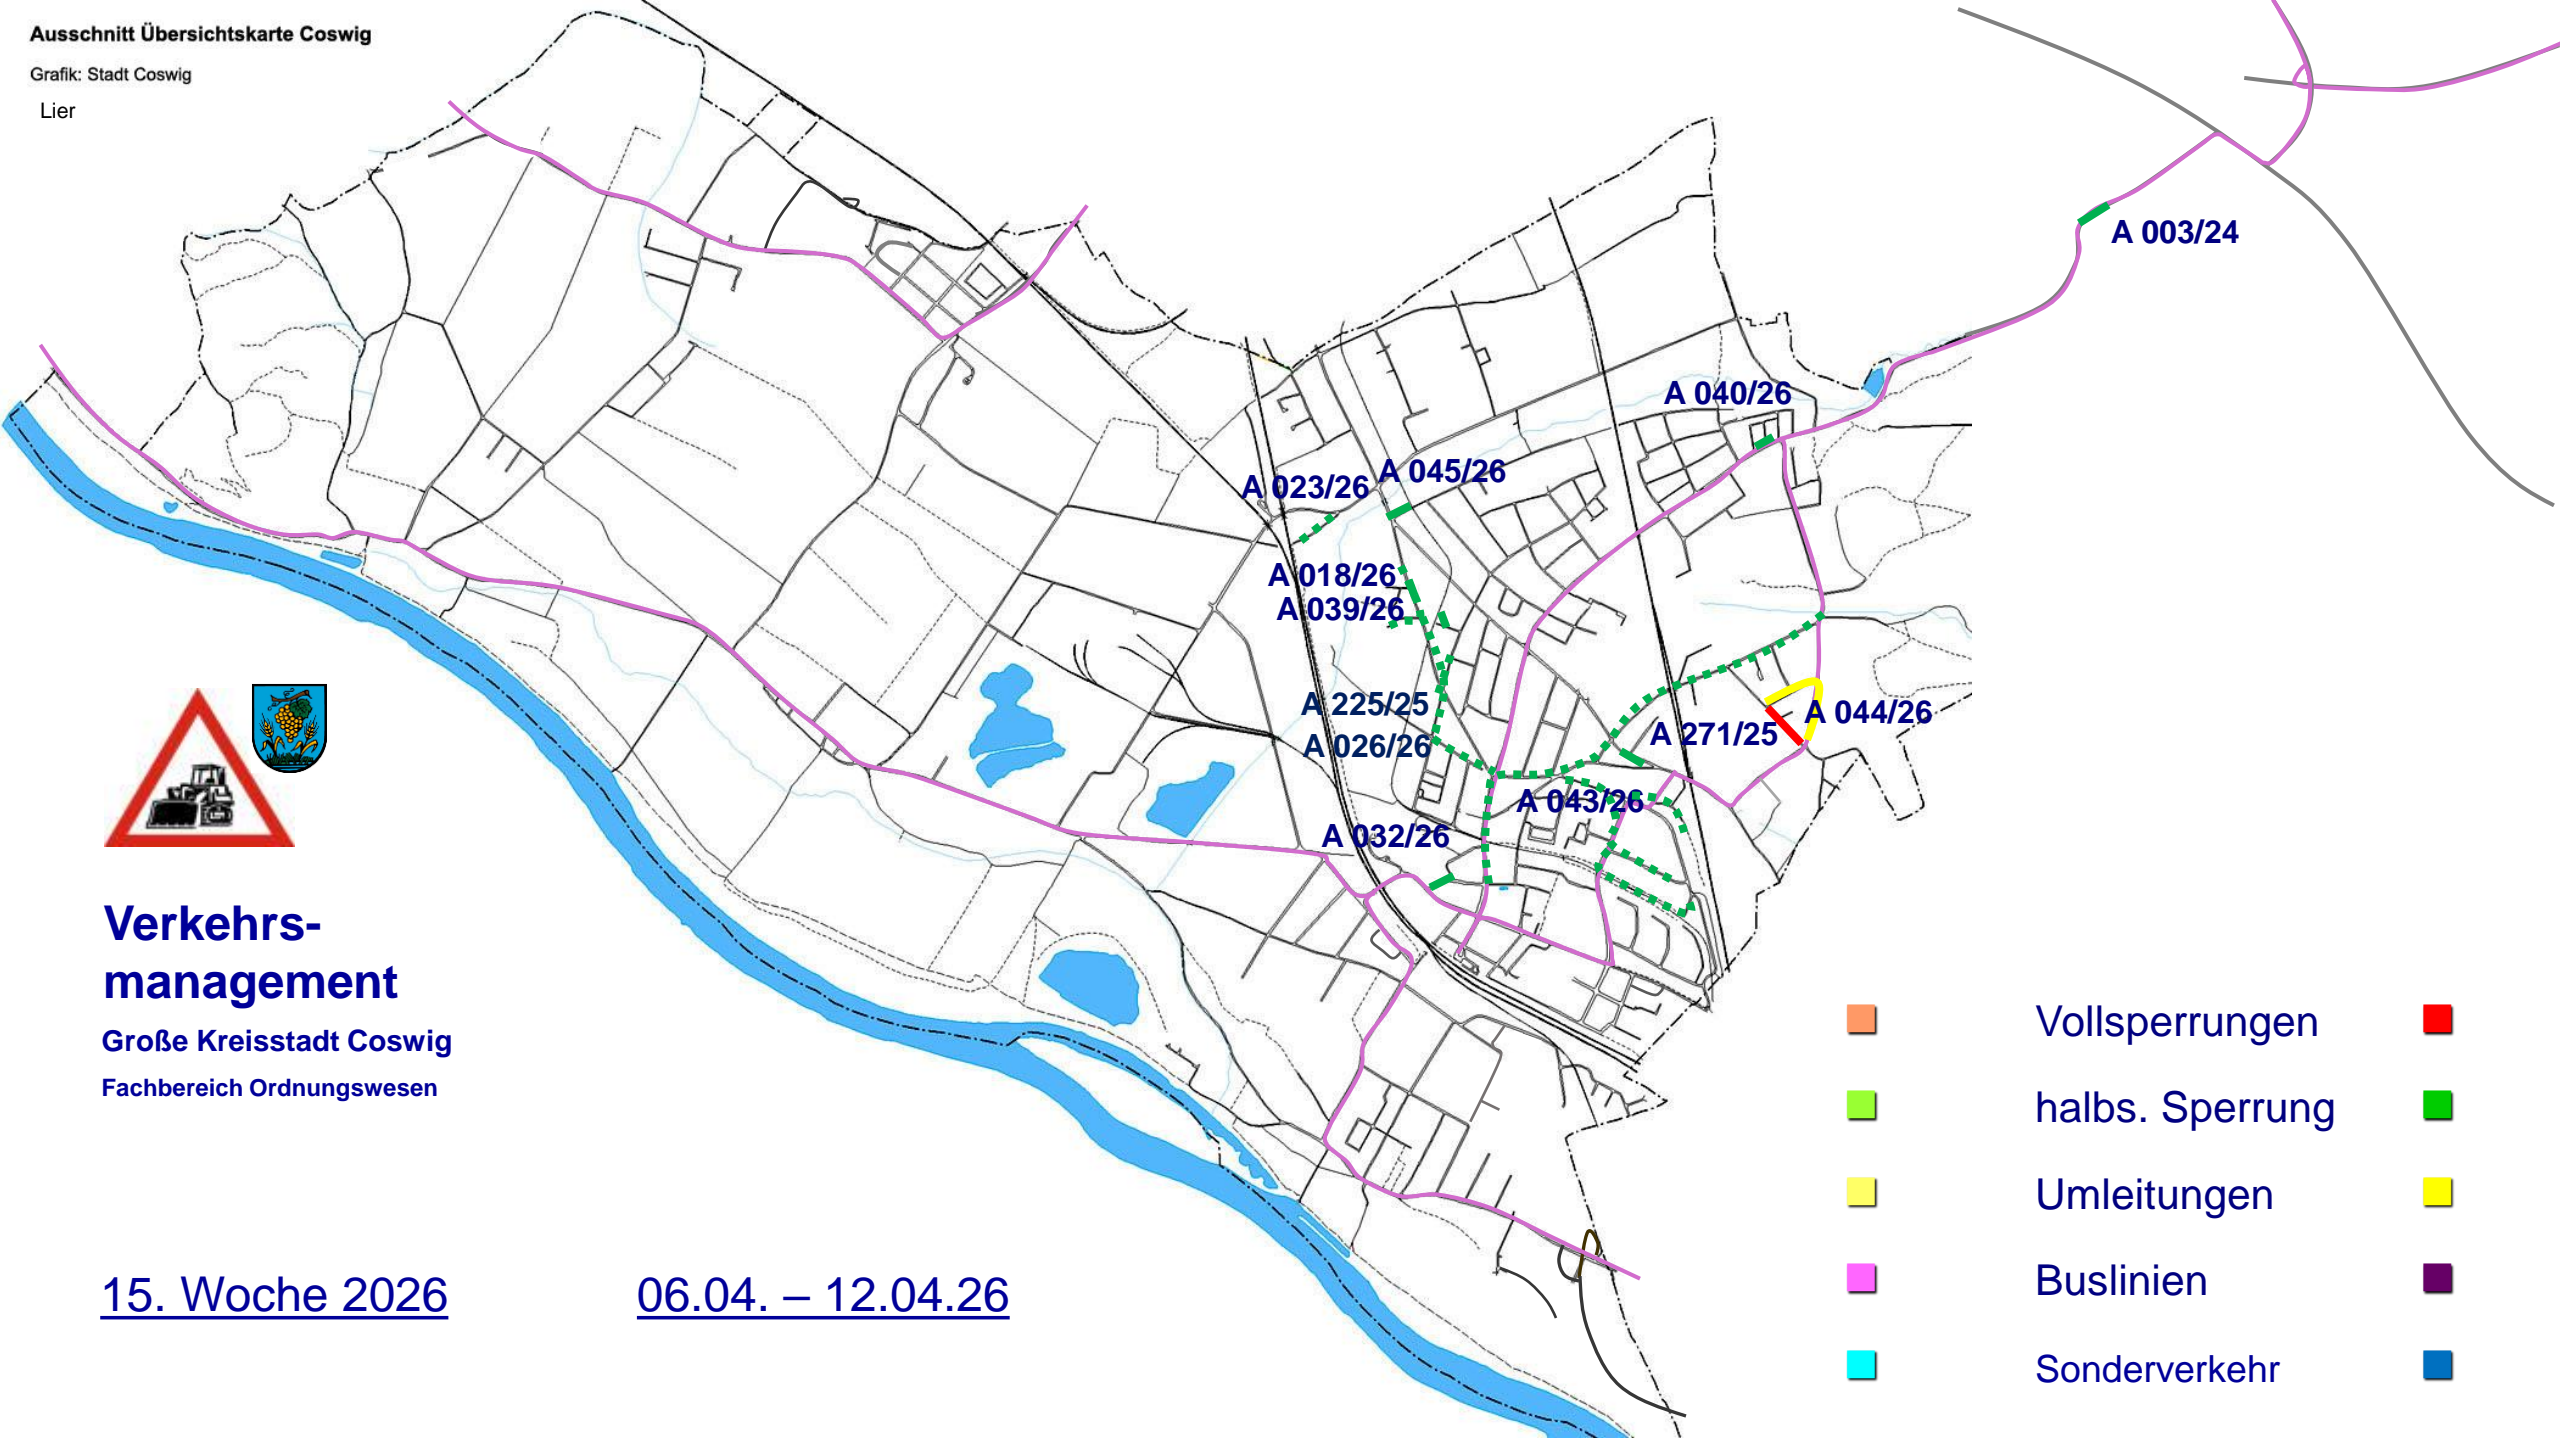 Ausschnitt Übersichtskarte Coswig
Grafik: Stadt Coswig
Lier
A 003/24
A 040/26
A 045/26
A 023/26
A 018/26
A 039/26
A 225/25
A 026/26
A 271/25
A 044/26
A 043/26
A 032/26
Verkehrs-
management
Große Kreisstadt Coswig
Fachbereich Ordnungswesen
15. Woche 2026
06.04. – 12.04.26
Vollsperrungen
halbs. Sperrung
Umleitungen
Buslinien
Sonderverkehr